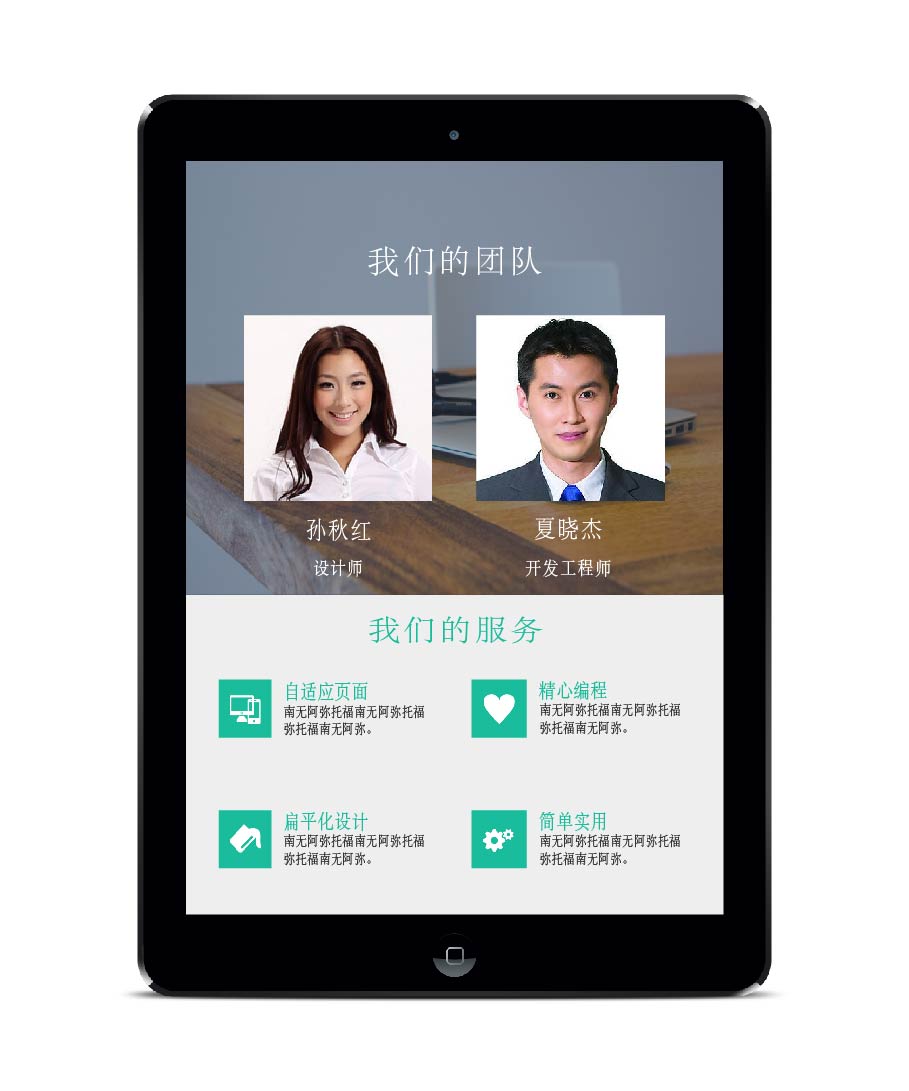 我们的团队
孙秋红
夏晓杰
设计师
开发工程师
我们的服务
自适应页面
南无阿弥托福南无阿弥托福
弥托福南无阿弥。
精心编程
南无阿弥托福南无阿弥托福
弥托福南无阿弥。
扁平化设计
南无阿弥托福南无阿弥托福
弥托福南无阿弥。
简单实用
南无阿弥托福南无阿弥托福
弥托福南无阿弥。